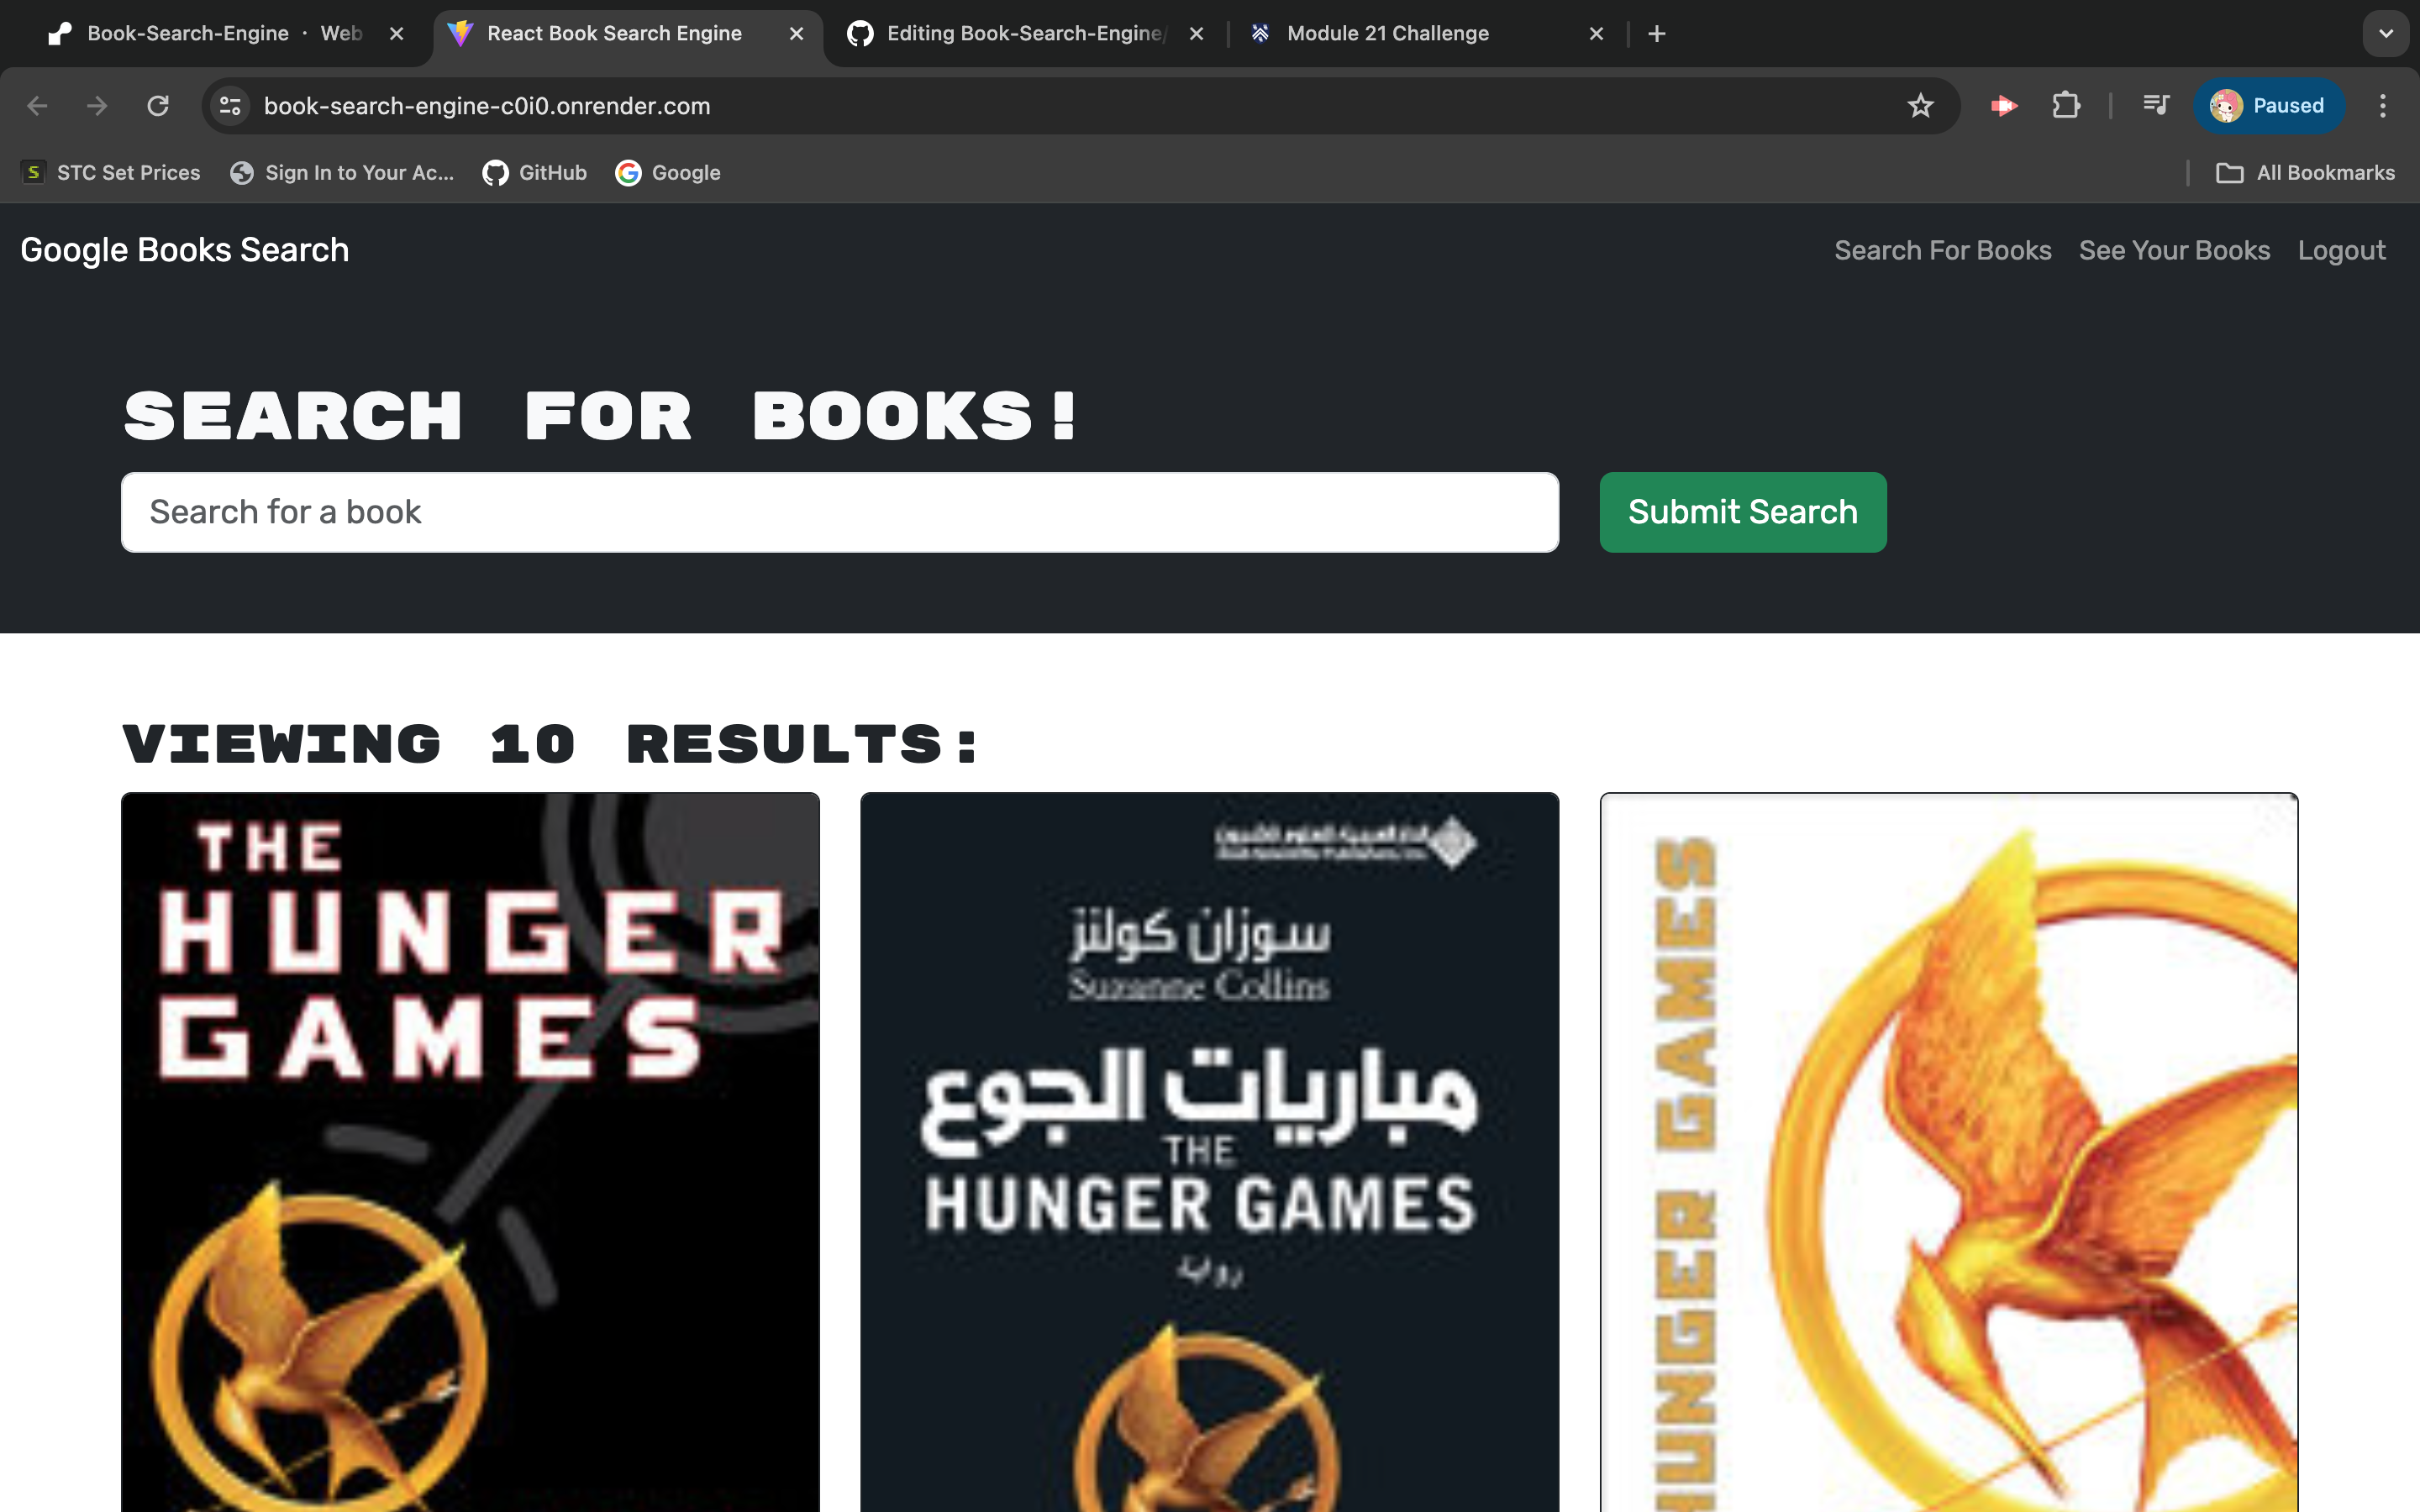 Book-Search-Engine · Web
React Book Search Engine
Editing Book-Search-Engine/
Module 21 Challenge
book-search-engine-c0i0.onrender.com
Paused
STC Set Prices
Sign In to Your Ac...
GitHub
Google
All Bookmarks
Google Books Search
Search For Books
See Your Books
Logout
SEARCH FOR BOOKS!
Search for a book
Submit Search
VIEWING 10 RESULTS:
THE
HUNGER
GAMES
سوزان كولنز
Suzanne Collins
مباريات الجوع
THE
HUNGER GAMES
رواية
HUNGER GAMES